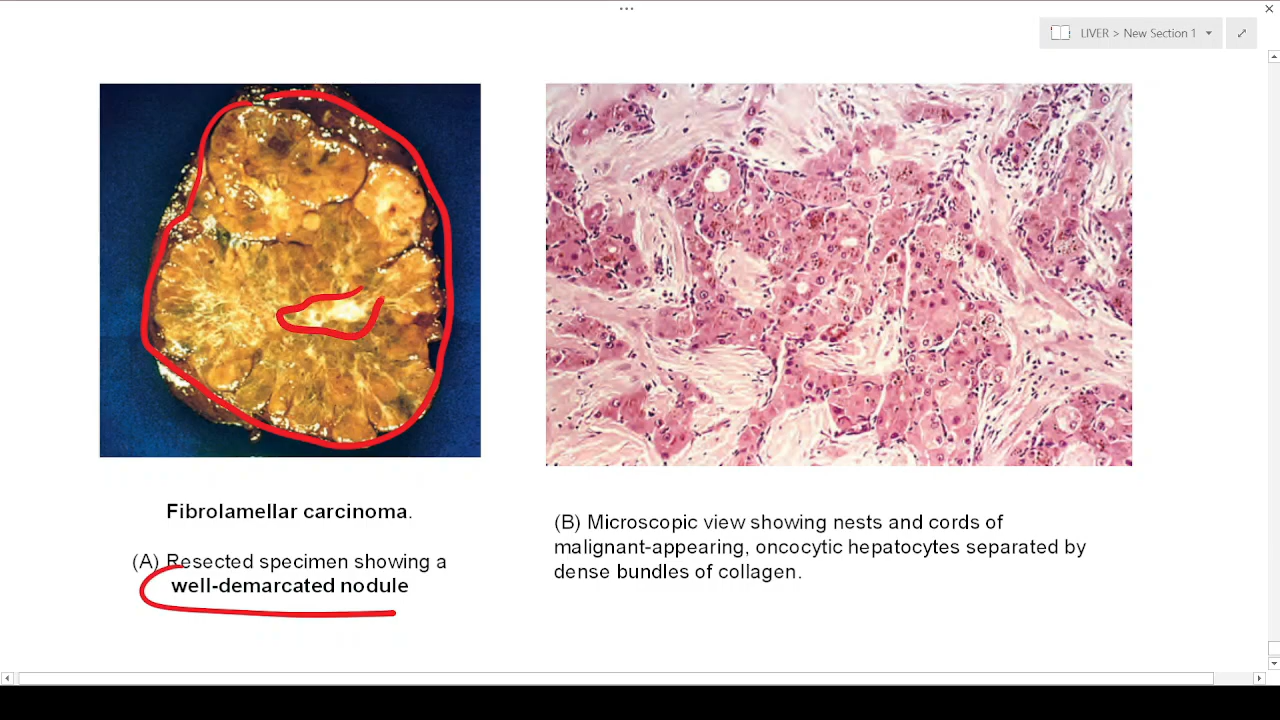 LIVER > New Section 1
Fibrolamellar carcinoma.
(A) Resected specimen showing a
well-demarcated nodule
(B) Microscopic view showing nests and cords of
malignant-appearing, oncocytic hepatocytes separated by
dense bundles of collagen.